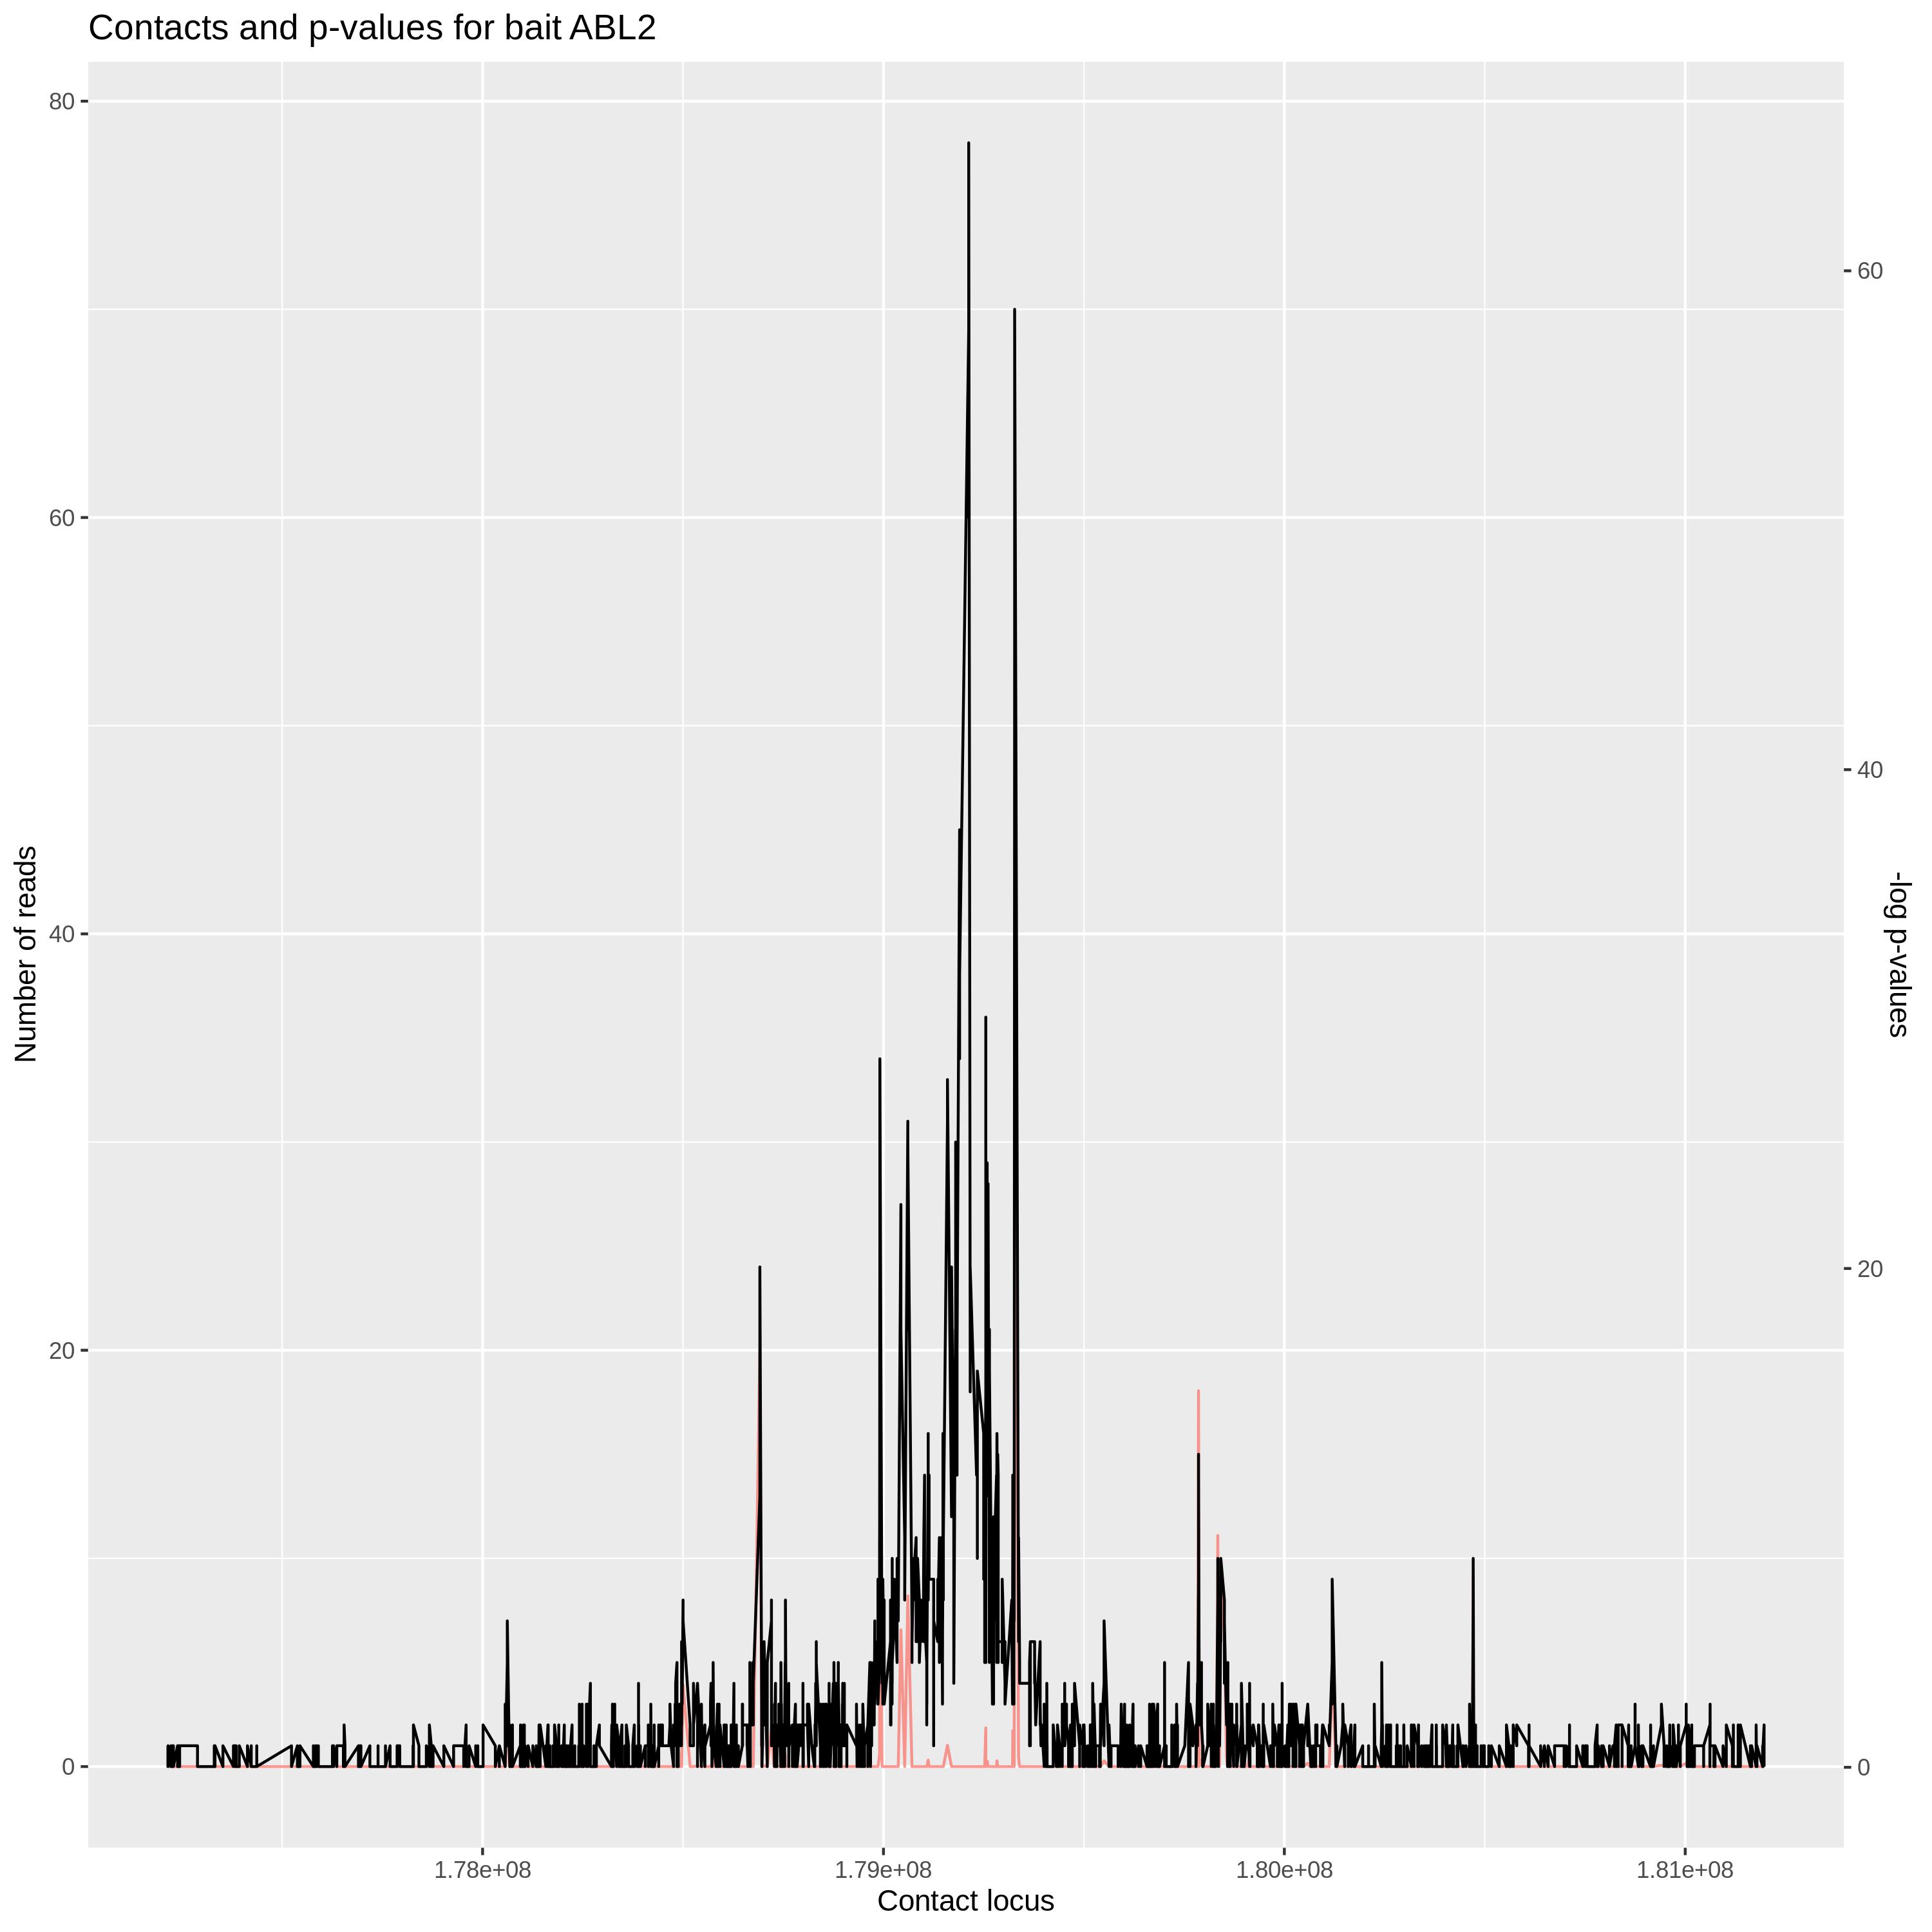 Contacts and p-values for bait ABL2
80
60
40
20
0
Number of reads
60
40
20
0
-log p-values
1.78e+08
1.79e+08
1.80e+08
1.81e+08
Contact locus